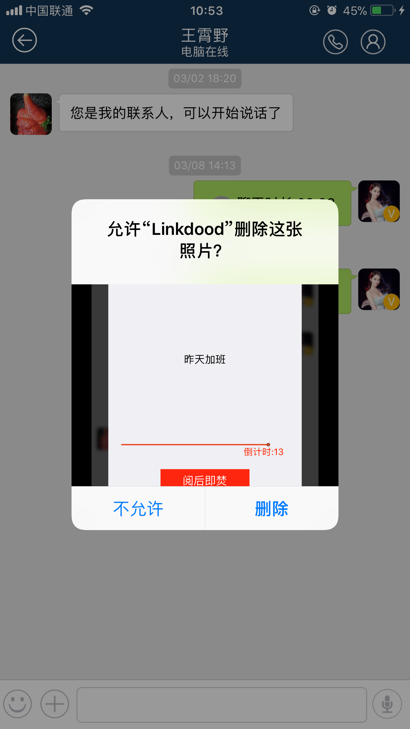 中国联通
10:53
45%
王霄野
电脑在线
03/02 18:20
您是我的联系人，可以开始说话了
03/08 14:13
允许“Linkdood”删除这张
照片?
昨天加班
倒计时:13
阅后即焚
不允许
删除